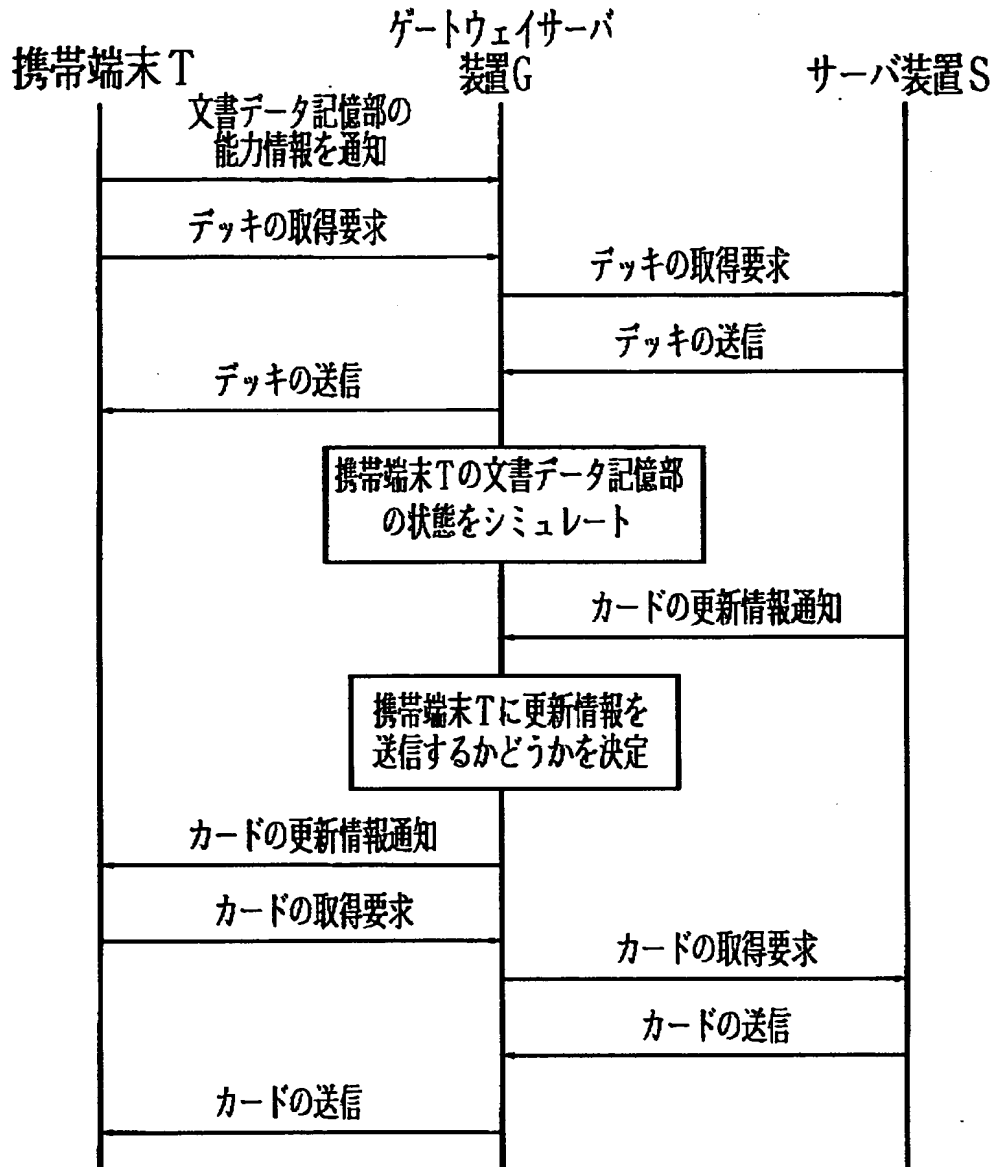 携帯端末T
ゲートウェイサーバ
装置G
サーバ装置S
文書データ記憶部の
能力情報を通知
デッキの取得要求
デッキの取得要求
デッキの送信
デッキの送信
携帯端末Tの文書データ記憶部
の状態をシミュレート
カードの更新情報通知
携帯端末Tに更新情報を
送信するかどうかを決定
カードの更新情報通知
カードの取得要求
カードの取得要求
カードの送信
カードの送信